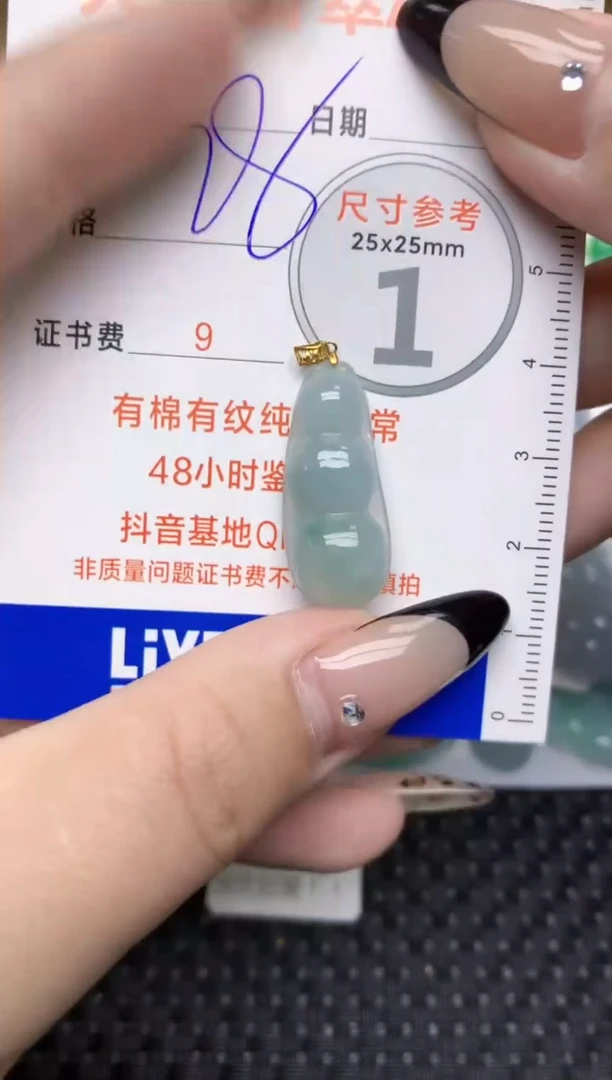 日期
格
尺寸参考
25x25mm
1
证书费 9
有棉有纹纯 常
48小时鉴
抖音基地Q
非质量问题证书费不 慎拍
LiV
5
4
3
2
1
0